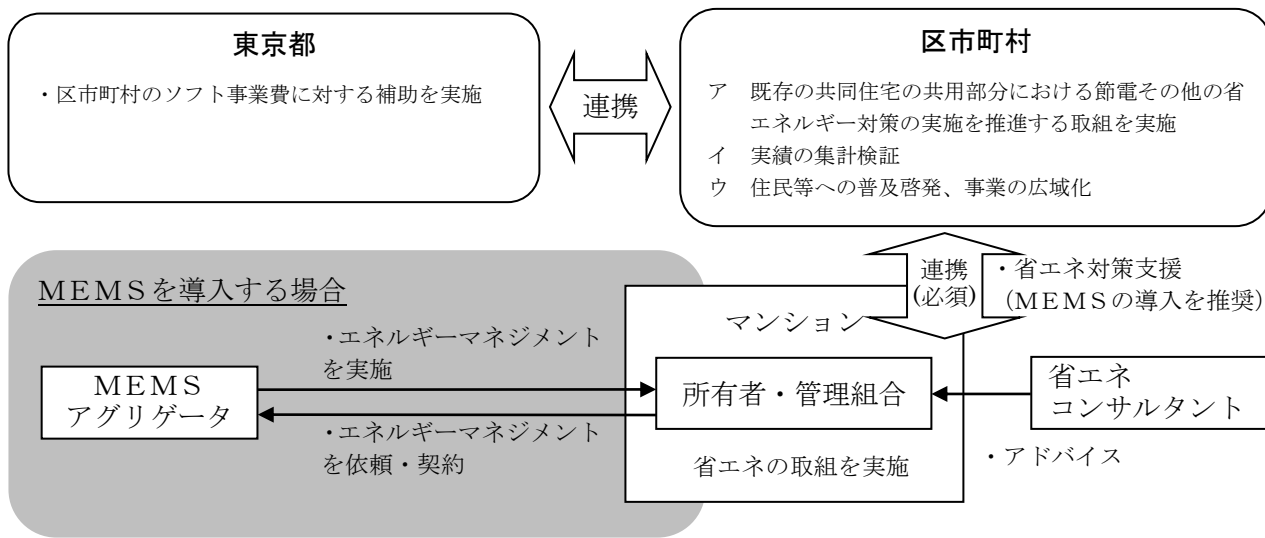 東京都
・区市町村のソフト事業費に対する補助を実施
連携
区市町村
ア　既存の共同住宅の共用部分における節電その他の省
エネルギー対策の実施を推進する取組を実施
イ　実績の集計検証
ウ　住民等への普及啓発、事業の広域化
連携
(必須)
・省エネ対策支援
（ＭＥＭＳの導入を推奨）
ＭＥＭＳを導入する場合
マンション
・エネルギーマネジメント
を実施
ＭＥＭＳ
アグリゲータ
所有者・管理組合
省エネ
コンサルタント
・エネルギーマネジメント
を依頼・契約
省エネの取組を実施
・アドバイス